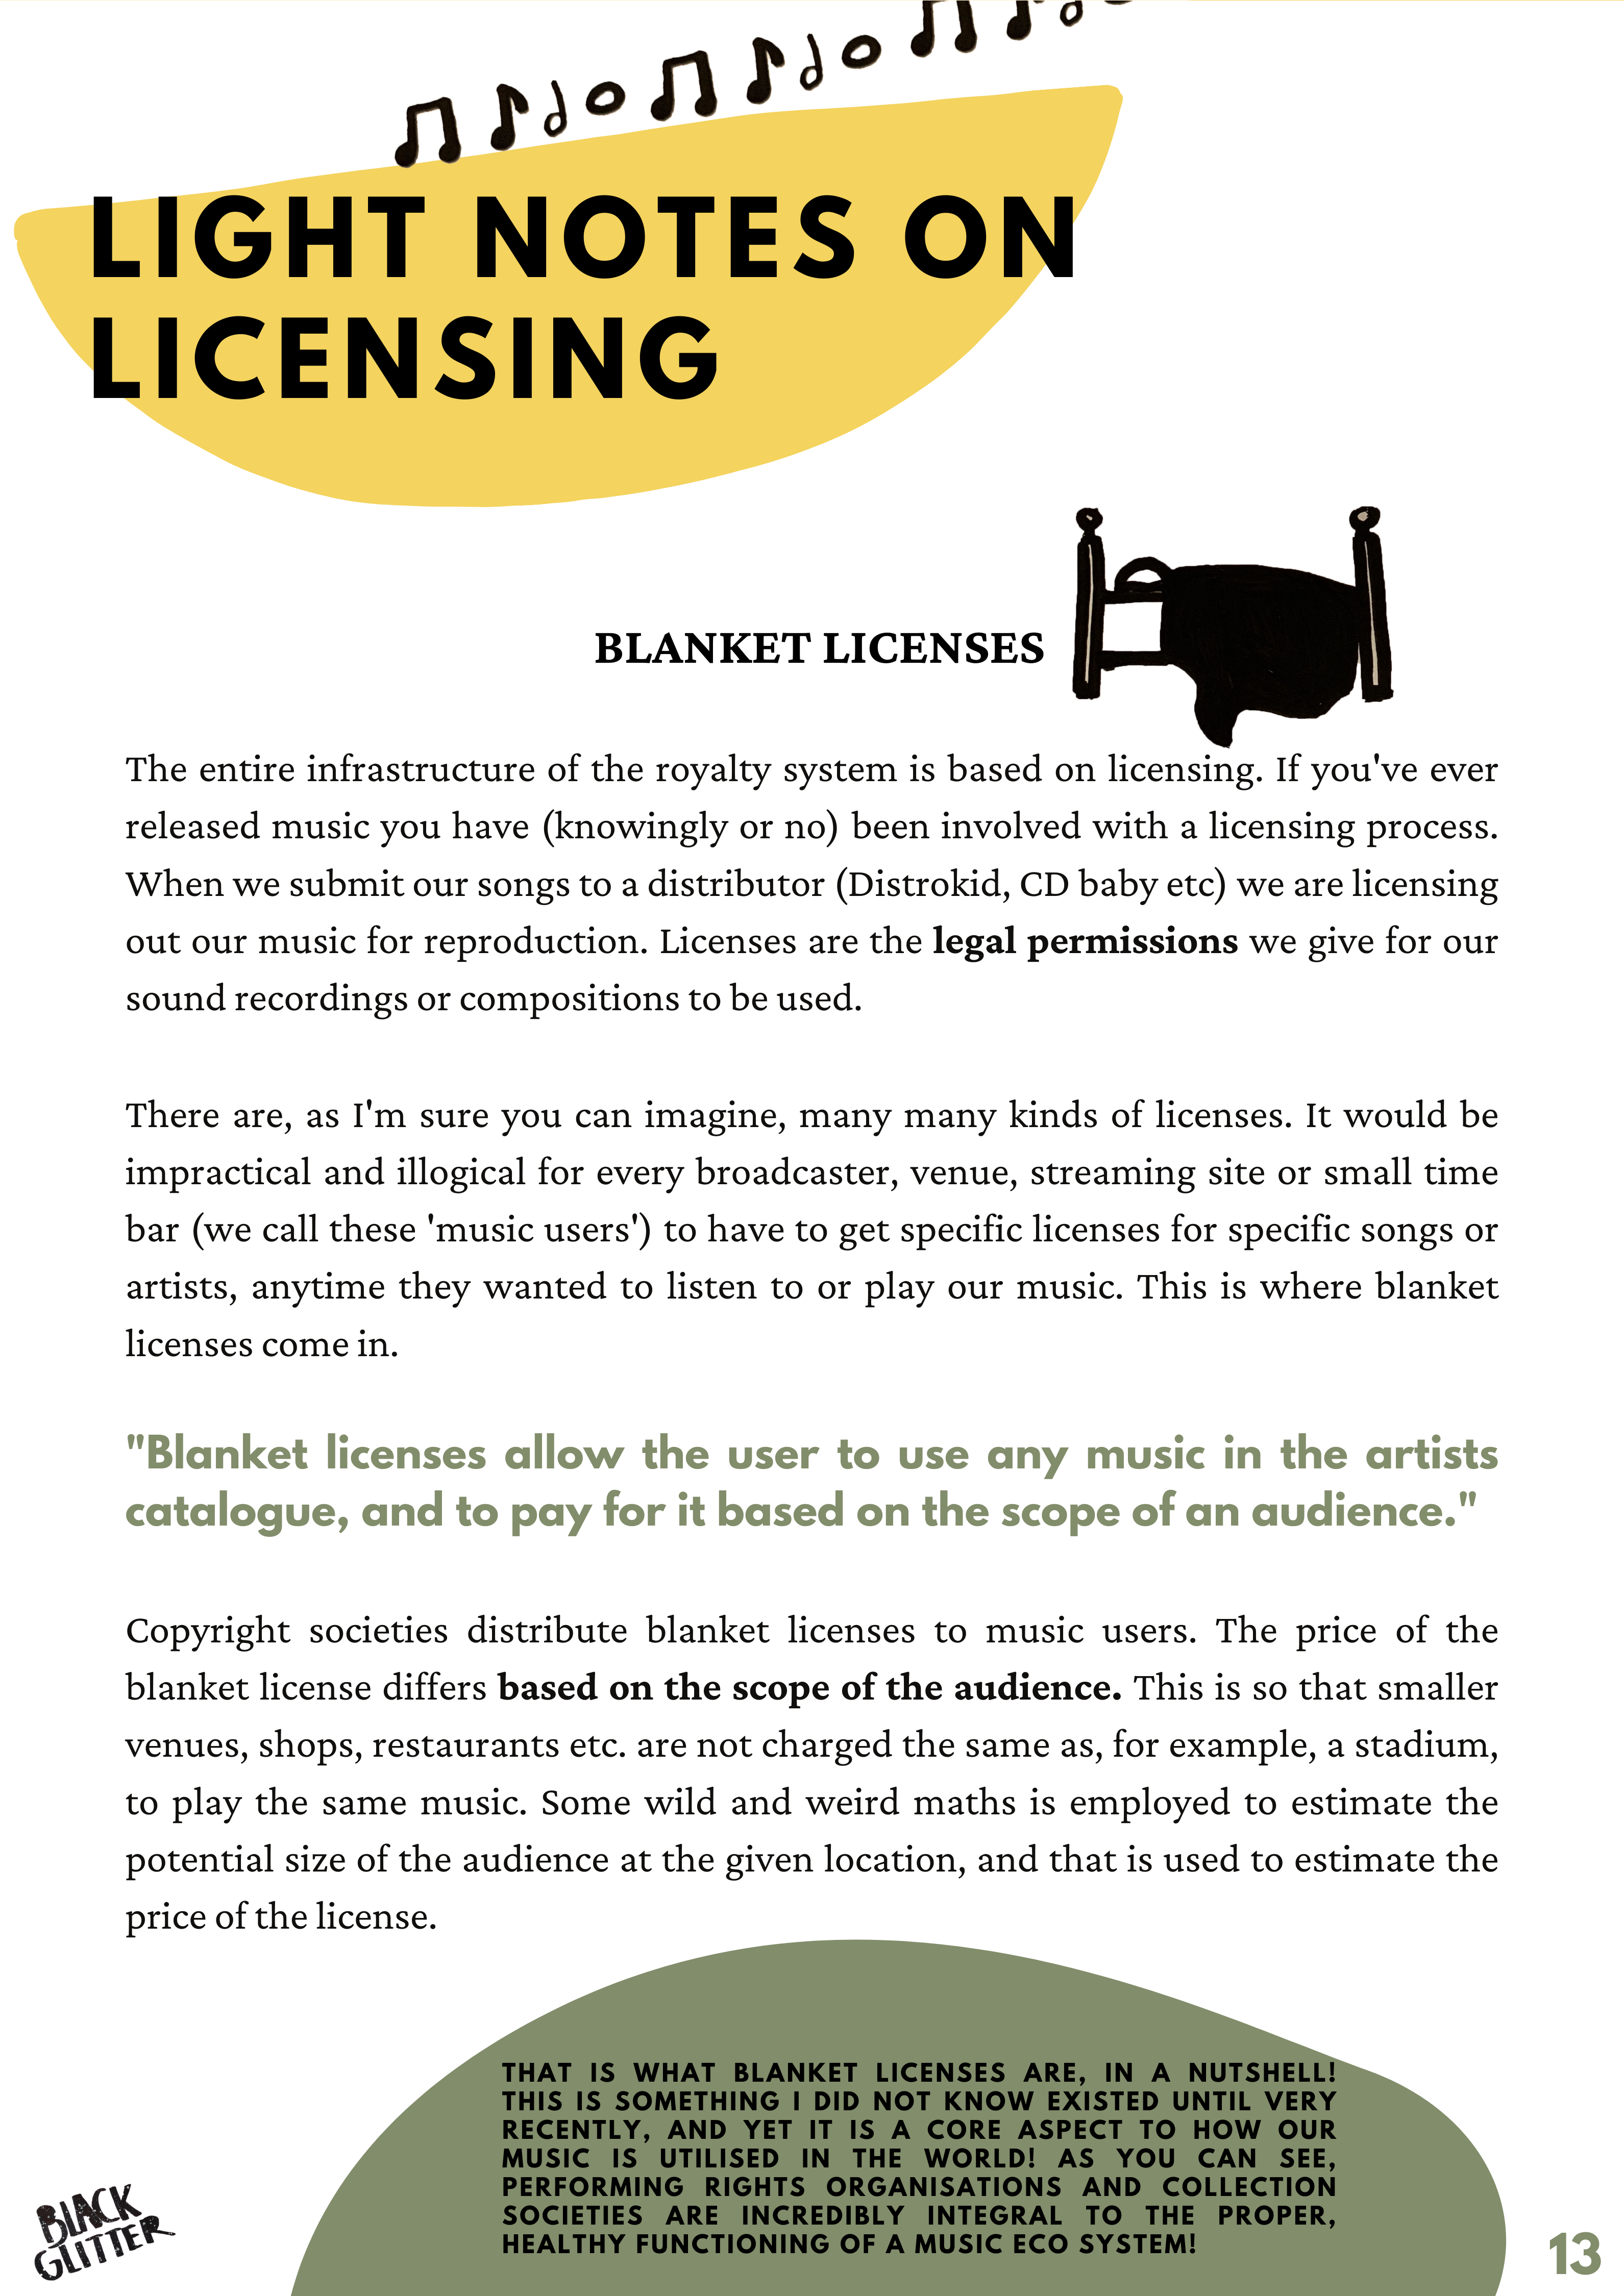 LIGHT NOTES ON
LICENSING
BLANKET LICENSES
The entire infrastructure of the royalty system is based on licensing. If you've ever
released music you have (knowingly or no) been involved with a licensing process.
When we submit our songs to a distributor (Distrokid, CD baby etc) we are licensing
out our music for reproduction. Licenses are the legal permissions we give for our
sound recordings or compositions to be used.
There are, as I'm sure you can imagine, many many kinds of licenses. It would be
impractical and illogical for every broadcaster, venue, streaming site or small time
bar (we call these 'music users') to have to get specific licenses for specific songs or
artists, anytime they wanted to listen to or play our music. This is where blanket
licenses come in.
"Blanket licenses allow the user to use any music in the artists
catalogue, and to pay for it based on the scope of an audience."
Copyright societies distribute blanket licenses to music users. The price of the
blanket license differs based on the scope of the audience. This is so that smaller
venues, shops, restaurants etc. are not charged the same as, for example, a stadium,
to play the same music. Some wild and weird maths is employed to estimate the
potential size of the audience at the given location, and that is used to estimate the
price of the license.
THAT IS WHAT BLANKET LICENSES ARE, IN A NUTSHELL!
THIS IS SOMETHING I DID NOT KNOW EXISTED UNTIL VERY
RECENTLY, AND YET IT IS A CORE ASPECT TO HOW OUR
MUSIC IS UTILISED IN THE WORLD! AS YOU CAN SEE,
PERFORMING RIGHTS ORGANISATIONS AND COLLECTION
SOCIETIES ARE INCREDIBLY INTEGRAL TO THE PROPER,
HEALTHY FUNCTIONING OF A MUSIC ECO SYSTEM!
BLACK
GLITTER
13